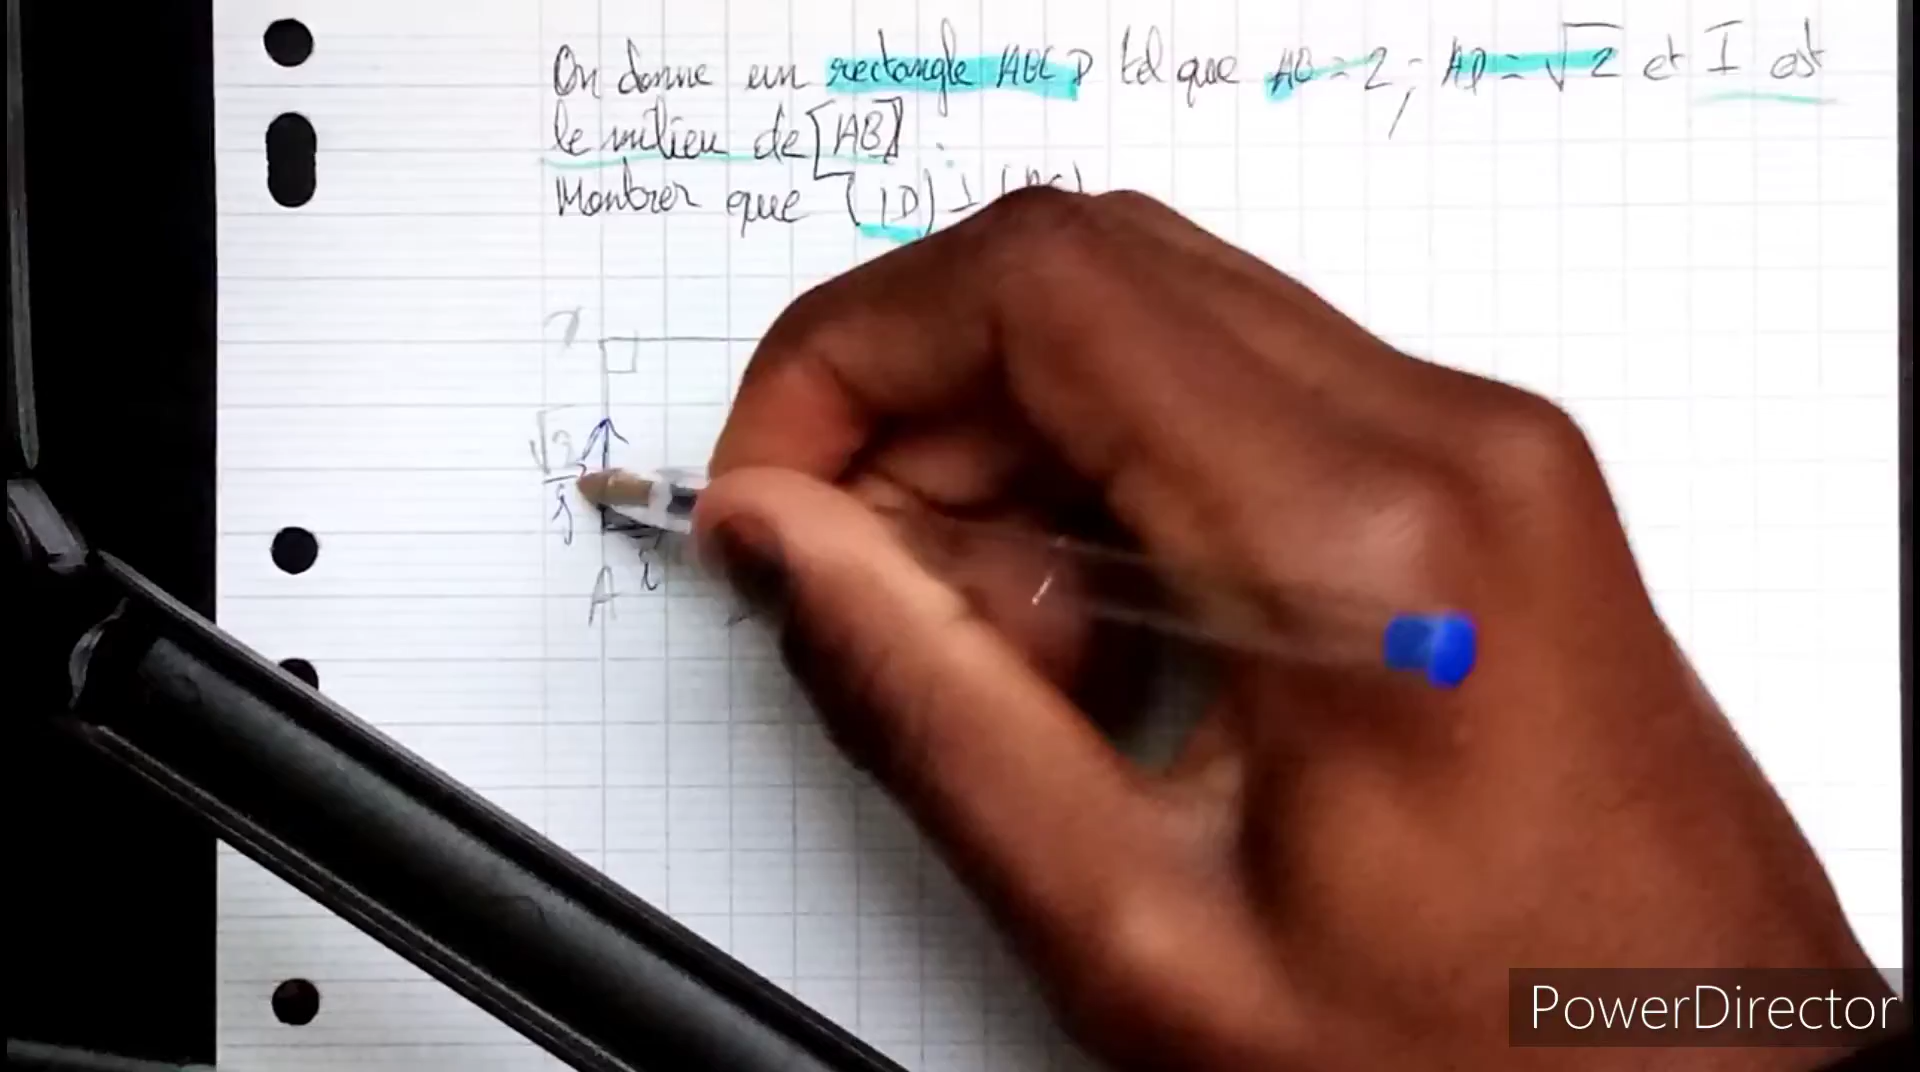 On donne un rectangle ABCD tel que AB = 2 ; AD = √2 et I est
le milieu de [AB].
Montrer que (ID) ⊥
√2
j
A
i
PowerDirector